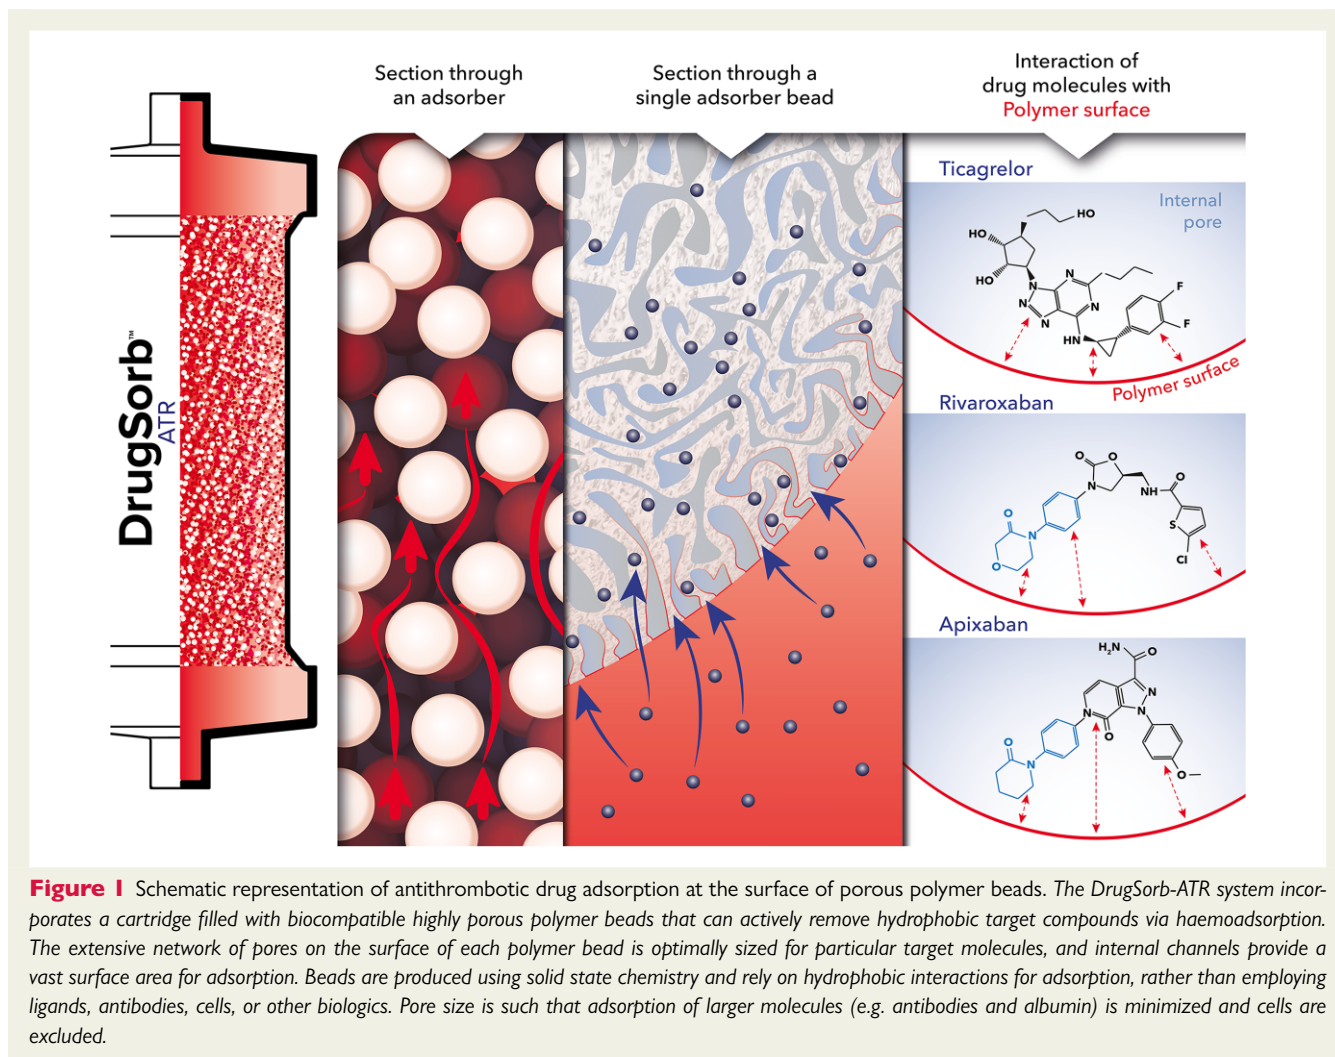 Section through
an adsorber
Section through a
single adsorber bead
Interaction of
drug molecules with
Polymer surface
DrugSorb™
ATR
Ticagrelor
Internal
pore
HO
HO
HO
N
N
N
N
N
HN
F
F
Polymer surface
Rivaroxaban
O
O
N
NH
O
S
Cl
O
N
O
Apixaban
H₂N
O
N
N
N
O
O
N
O
Figure 1 Schematic representation of antithrombotic drug adsorption at the surface of porous polymer beads. The DrugSorb-ATR system incor-
porates a cartridge filled with biocompatible highly porous polymer beads that can actively remove hydrophobic target compounds via haemoadsorption.
The extensive network of pores on the surface of each polymer bead is optimally sized for particular target molecules, and internal channels provide a
vast surface area for adsorption. Beads are produced using solid state chemistry and rely on hydrophobic interactions for adsorption, rather than employing
ligands, antibodies, cells, or other biologics. Pore size is such that adsorption of larger molecules (e.g. antibodies and albumin) is minimized and cells are
excluded.